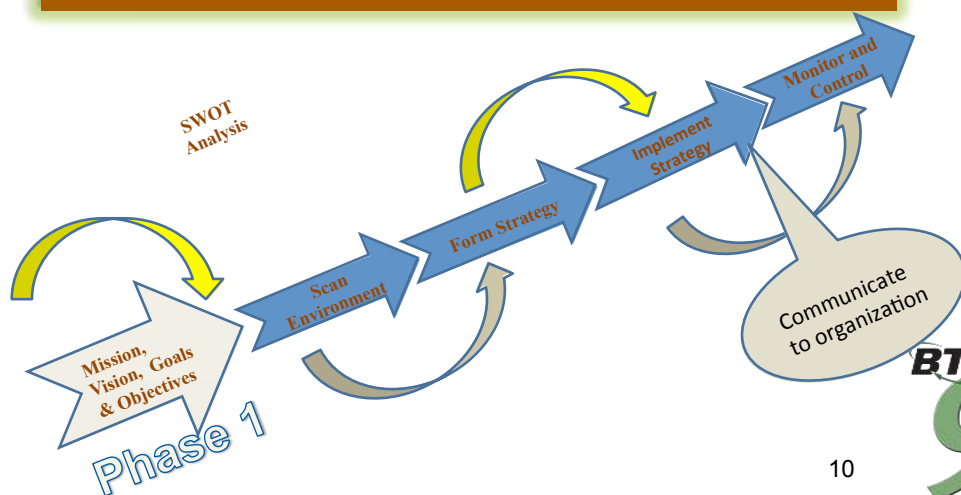 SWOT
Analysis
Monitor and
Control
Implement
Strategy
Form Strategy
Scan
Environment
Mission,
Vision, Goals
& Objectives
Phase 1
Communicate
to organization
10